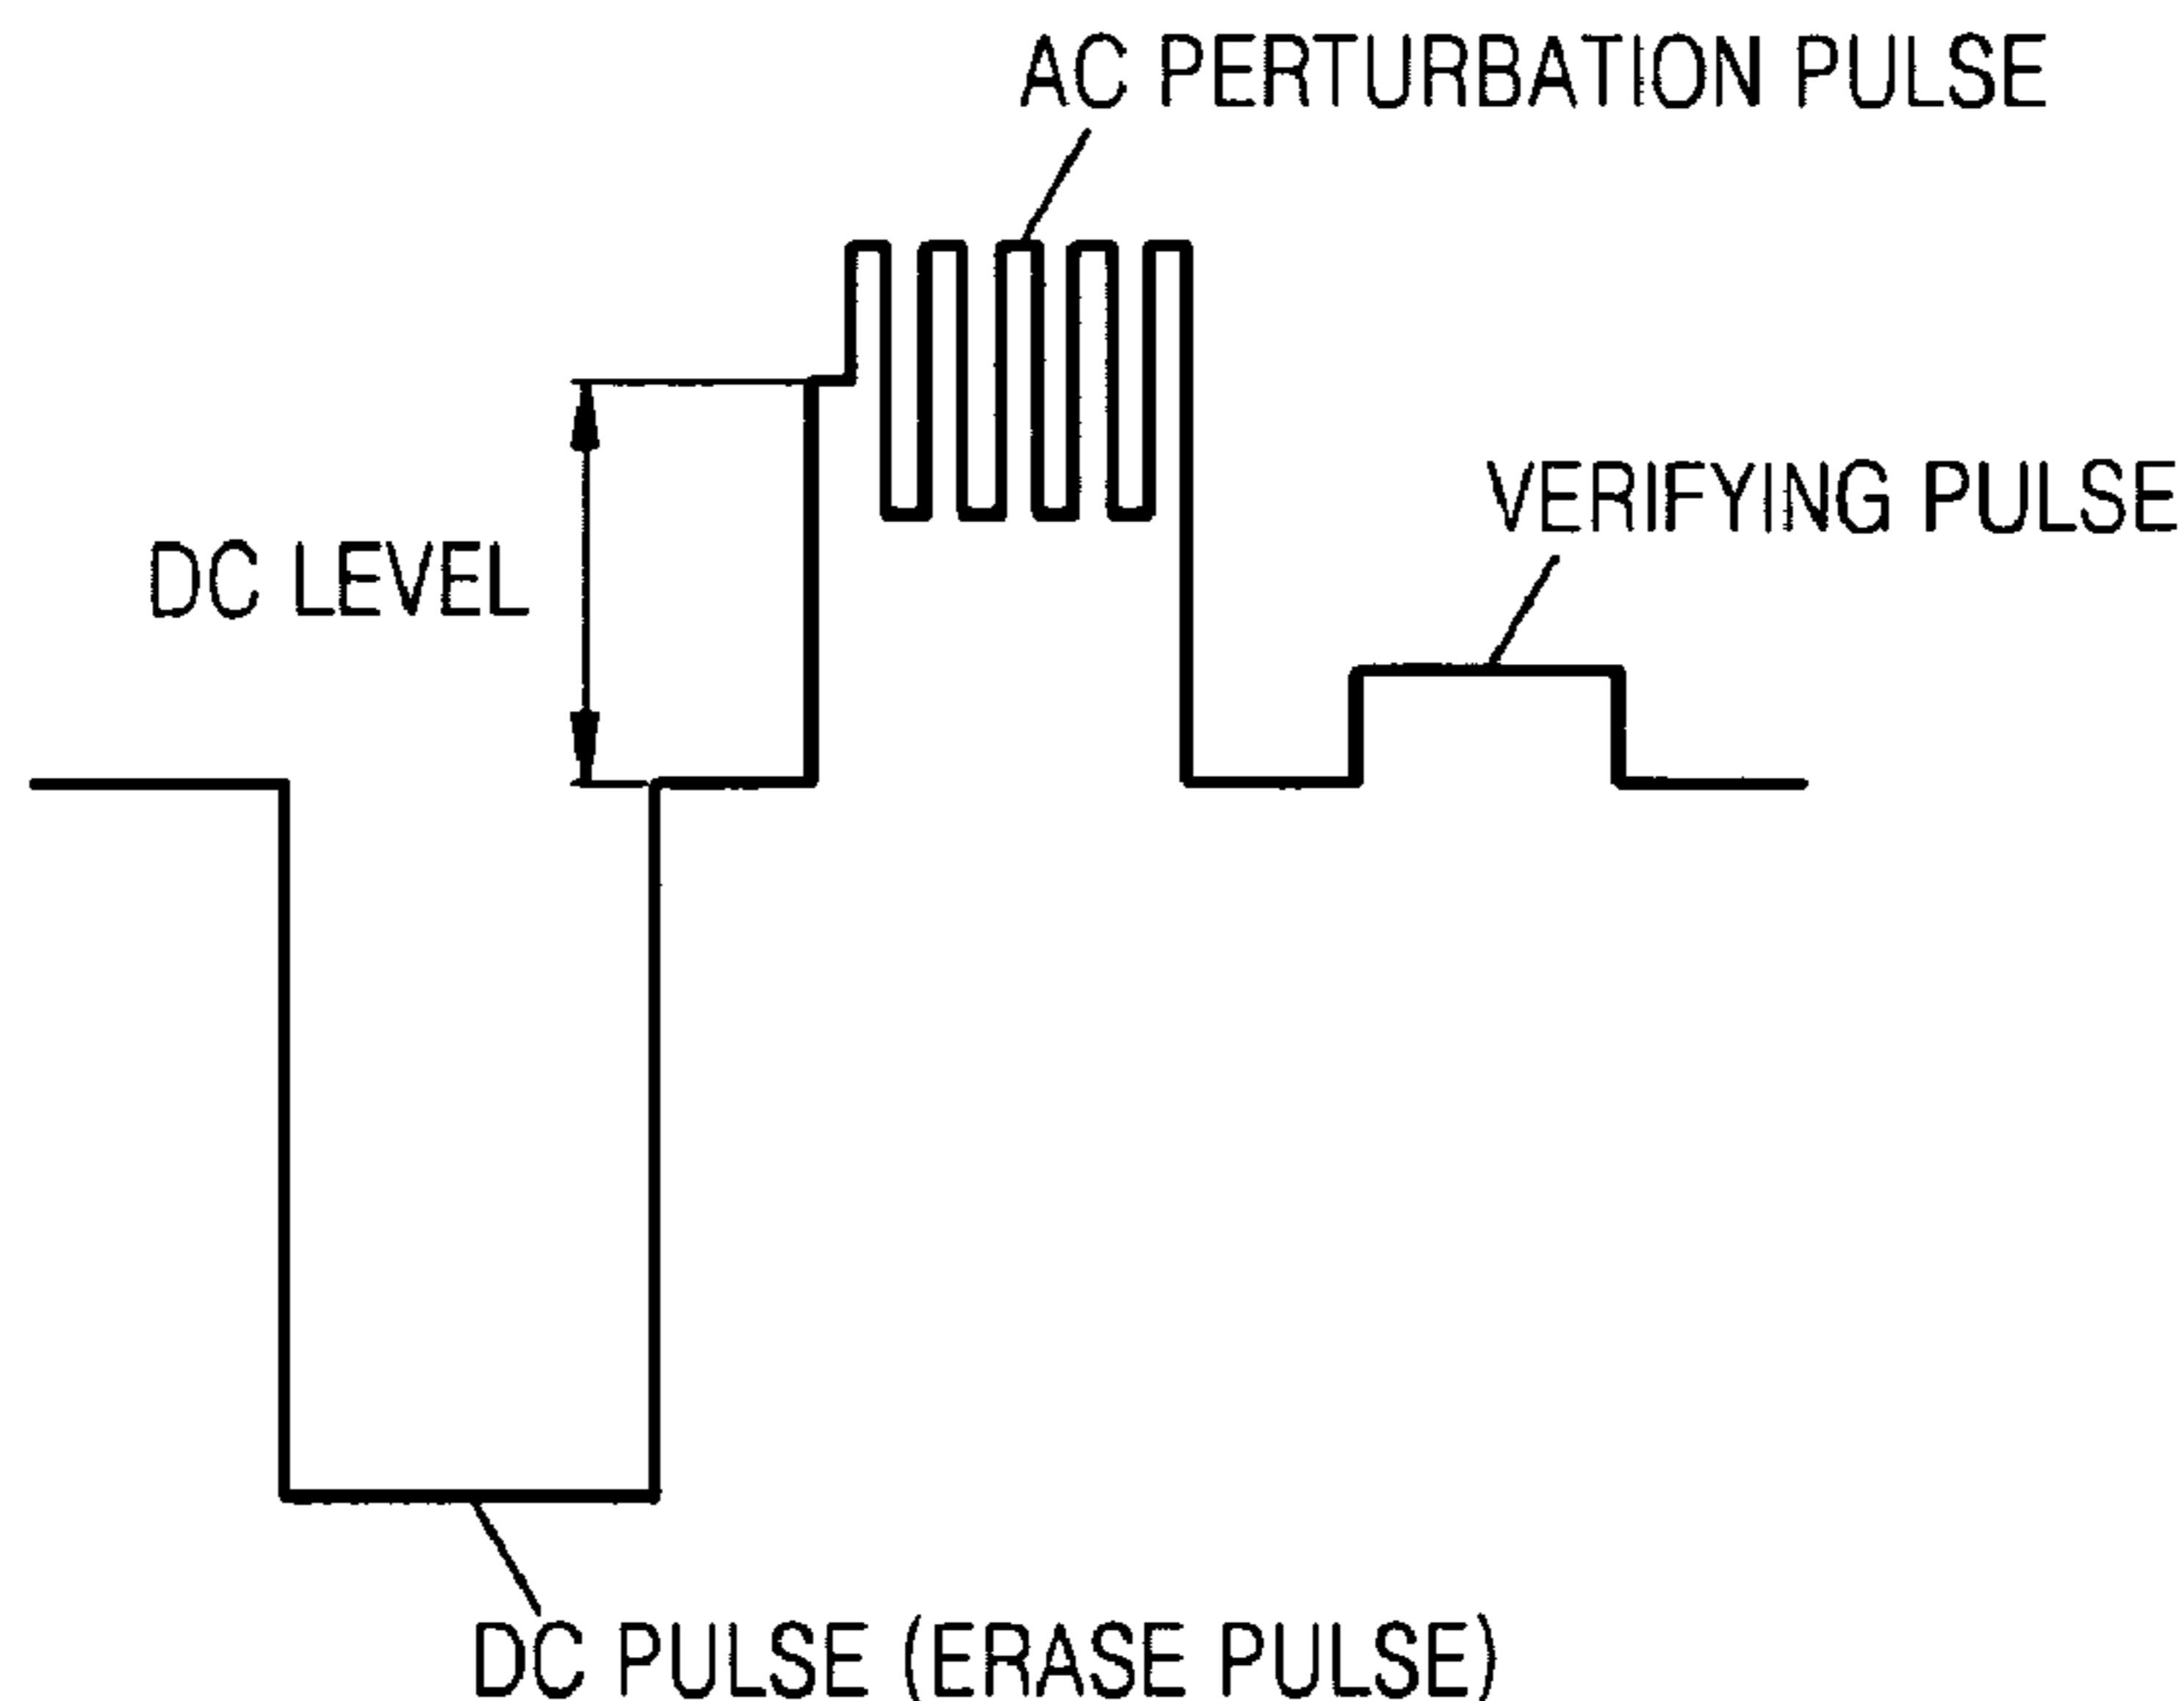 AC PERTURBATION PULSE
VERIFYING PULSE
DC LEVEL
DC PULSE (ERASE PULSE)